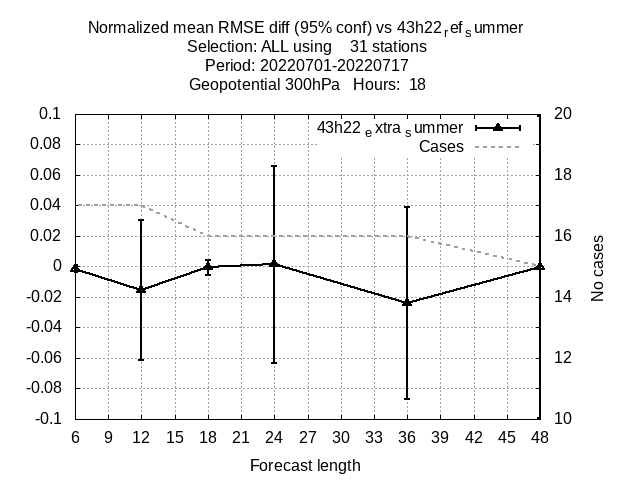 Normalized mean RMSE diff (95% conf) vs 43h22refsummer
Selection: ALL using 31 stations
Period: 20220701-20220717
Geopotential 300hPa Hours: 18
43h22extrasummer
Cases
0.1
0.08
0.06
0.04
0.02
0
-0.02
-0.04
-0.06
-0.08
-0.1
20
18
16
14
12
10
No cases
6 9 12 15 18 21 24 27 30 33 36 39 42 45 48
Forecast length